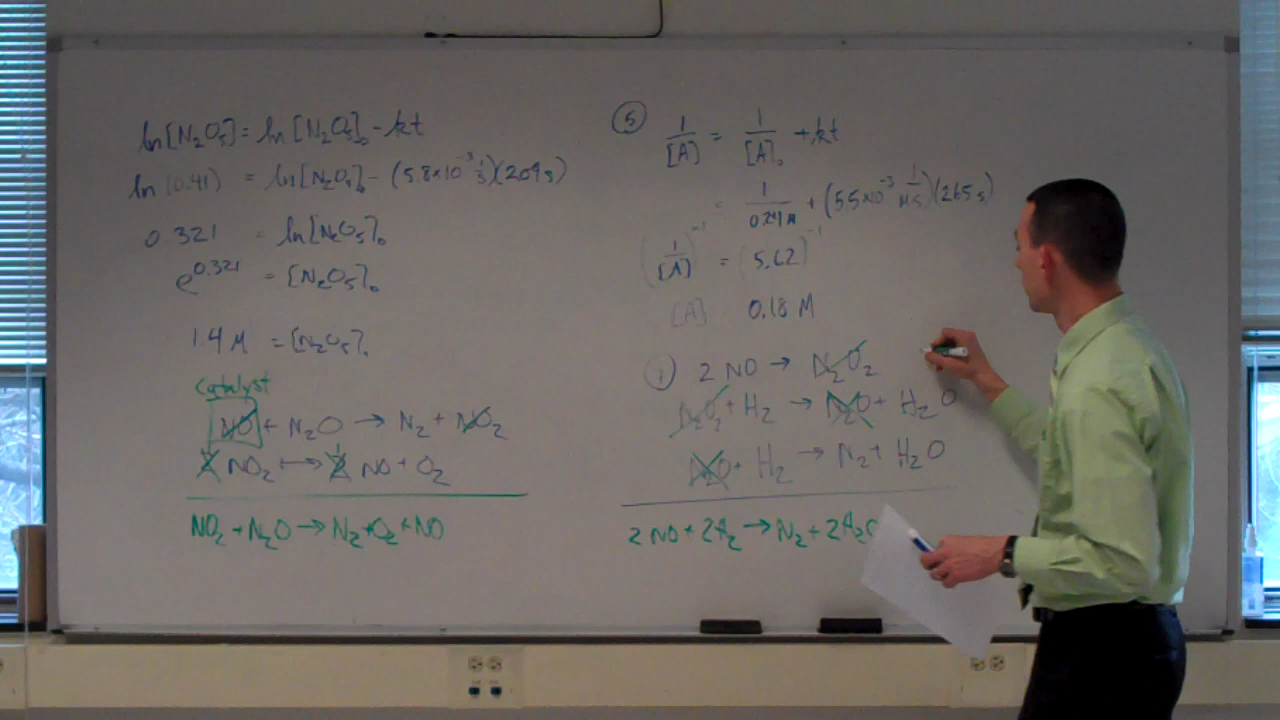 ln[N₂O₅] = ln[N₂O₅]₀ - kt
ln(0.41) = ln[N₂O₅]₀ - (5.8×10⁻³ 1/s)(209s)
0.321 = ln[N₂O₅]₀
e^0.321 = [N₂O₅]₀
1.4 M = [N₂O₅]₀
Catalyst
NO + N₂O → N₂ + NO₂
2 NO₂ ⟷ 2 NO + O₂
NO₂ + N₂O → N₂ + O₂ + NO
⑤ 1/[A] = 1/[A]₀ + kt
= 1/0.241M + (5.5×10⁻³ 1/M·s)(265 s)
(1/[A])⁻¹ = (5.62)⁻¹
[A] 0.18 M
① 2 NO → N₂O₂
N₂O₂ + H₂ → N₂O + H₂O
N₂O + H₂ → N₂ + H₂O
2 NO + 2H₂ → N₂ + 2H₂O